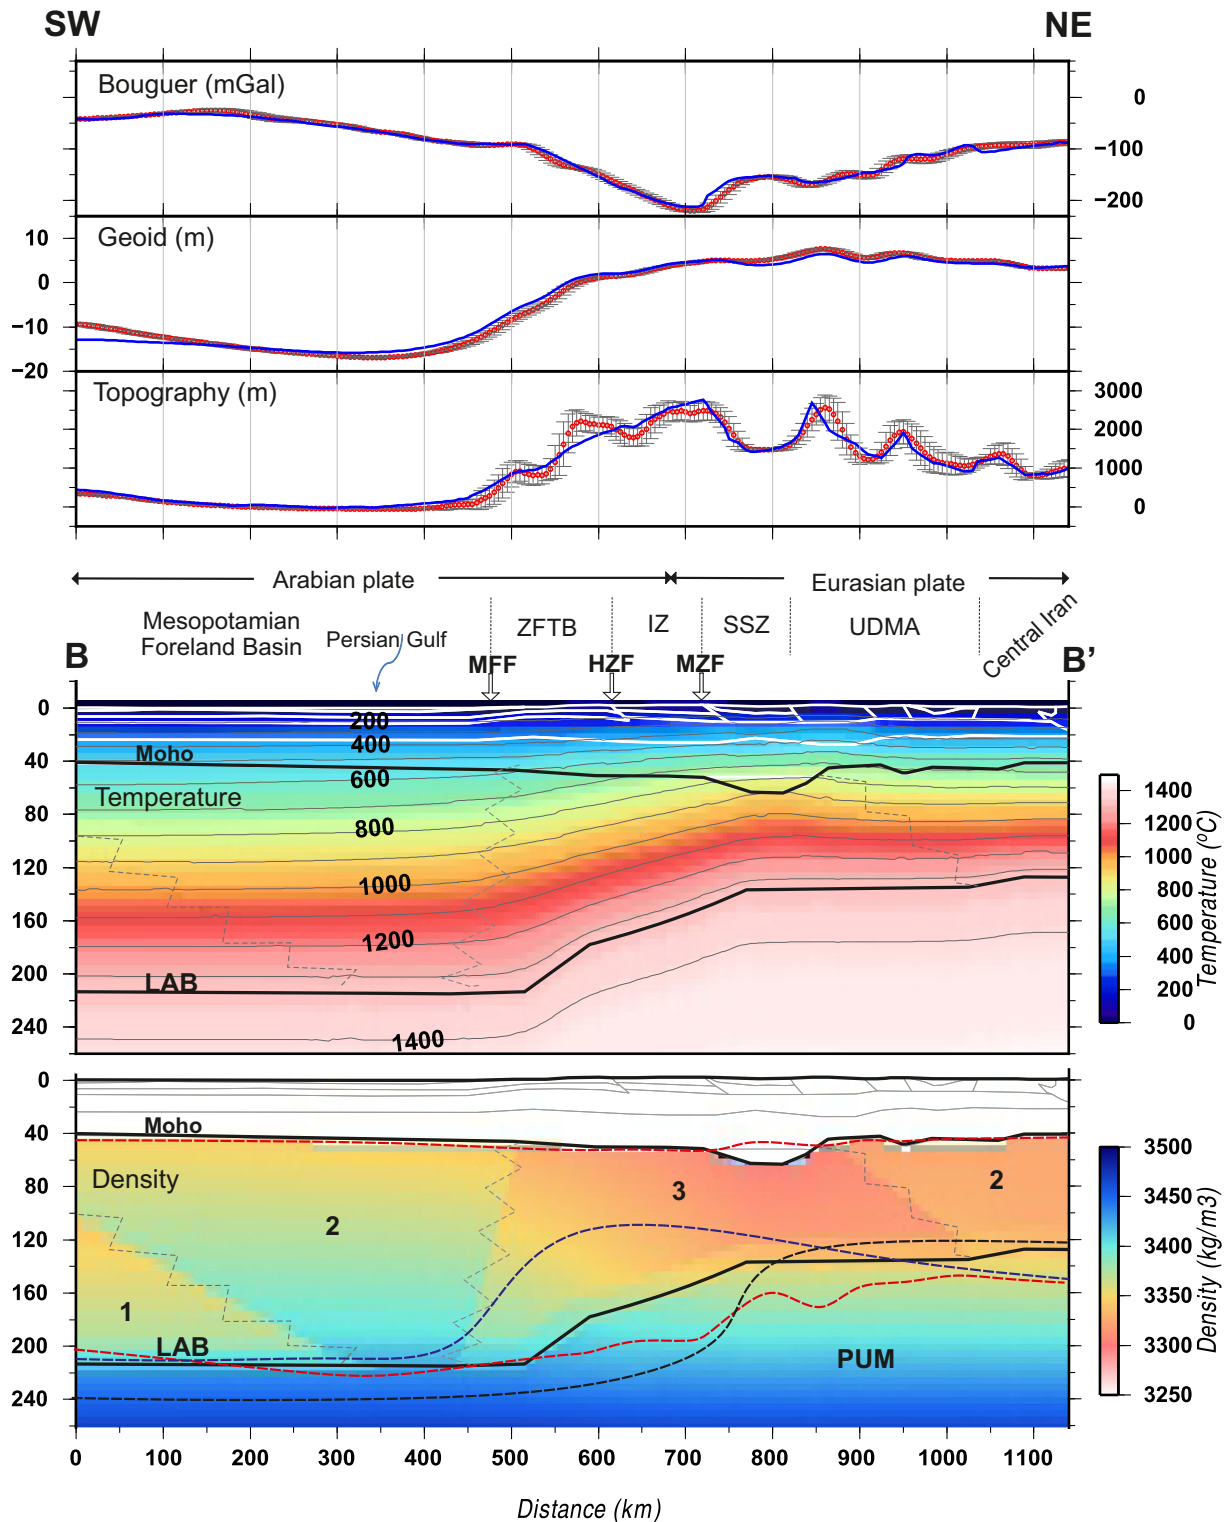 SW
NE
Bouguer (mGal)
0
−100
−200
Geoid (m)
10
0
−10
−20
Topography (m)
3000
2000
1000
0
Arabian plate
Eurasian plate
Mesopotamian
Foreland Basin
Persian Gulf
ZFTB
IZ
SSZ
UDMA
Central Iran
B
MFF
HZF
MZF
B’
0
40
80
120
160
200
240
Moho
Temperature
LAB
200
400
600
800
1000
1200
1400
1400
1200
1000
800
600
400
200
0
Temperature (ºC)
0
40
80
120
160
200
240
Moho
Density
1
2
3
2
LAB
PUM
3500
3450
3400
3350
3300
3250
Density (kg/m3)
0 100 200 300 400 500 600 700 800 900 1000 1100
Distance (km)